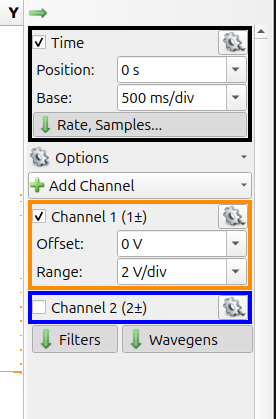 Y
Time
Position: 0 s
Base: 500 ms/div
Rate, Samples...
Options
Add Channel
Channel 1 (1±)
Offset: 0 V
Range: 2 V/div
Channel 2 (2±)
Filters Wavegens